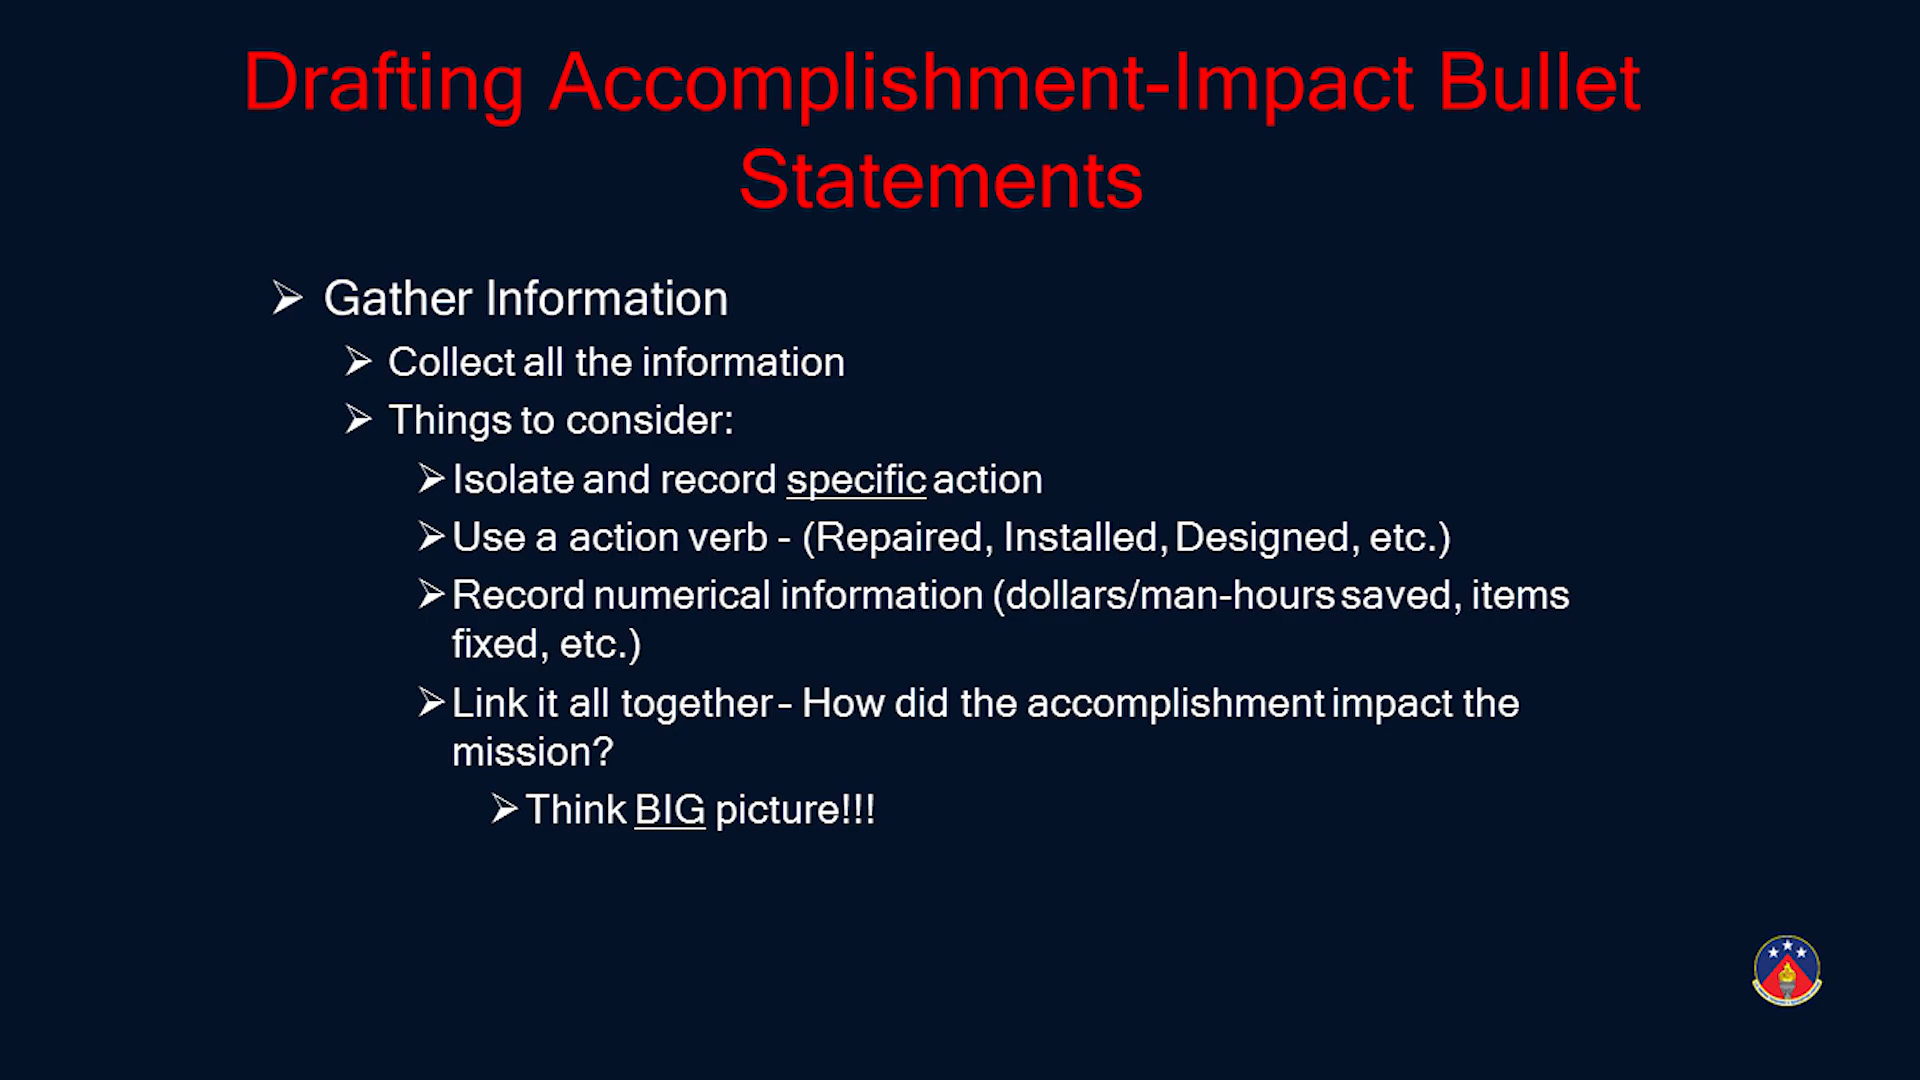 Drafting Accomplishment-Impact Bullet
Statements
Gather Information
Collect all the information
Things to consider:
Isolate and record specific action
Use a action verb - (Repaired, Installed, Designed, etc.)
Record numerical information (dollars/man-hours saved, items
fixed, etc.)
Link it all together - How did the accomplishment impact the
mission?
Think BIG picture!!!